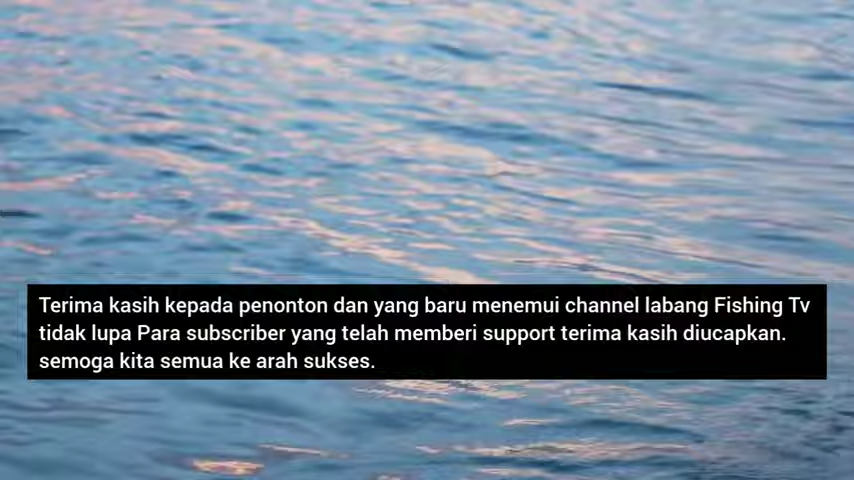 Terima kasih kepada penonton dan yang baru menemui channel labang Fishing Tv
tidak lupa Para subscriber yang telah memberi support terima kasih diucapkan.
semoga kita semua ke arah sukses.